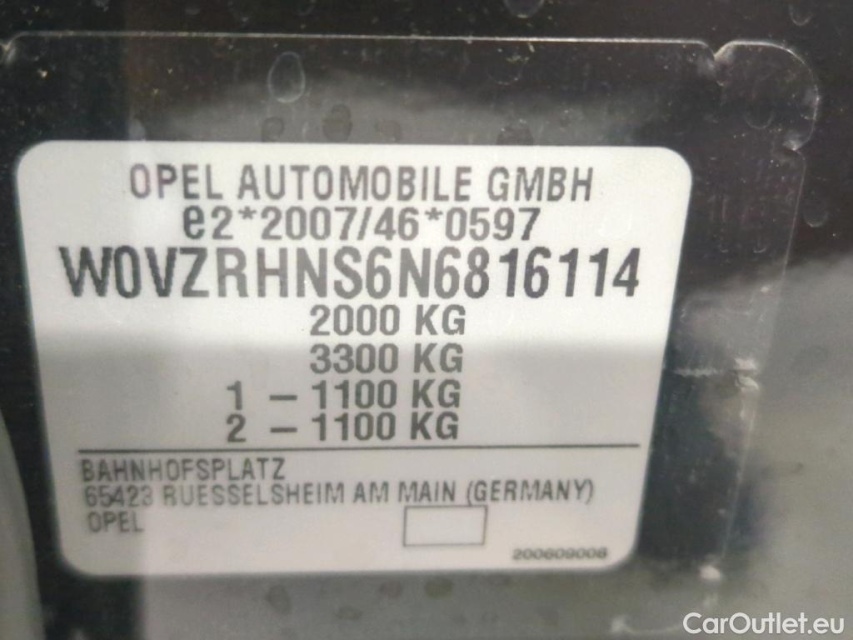 OPEL AUTOMOBILE GMBH
e2*2007/46*0597
W0VZRHNS6N6816114
2000 KG
3300 KG
1 – 1100 KG
2 – 1100 KG
BAHNHOFSPLATZ
65423 RUESSELSHEIM AM MAIN (GERMANY)
OPEL
200609008
CarOutlet.eu